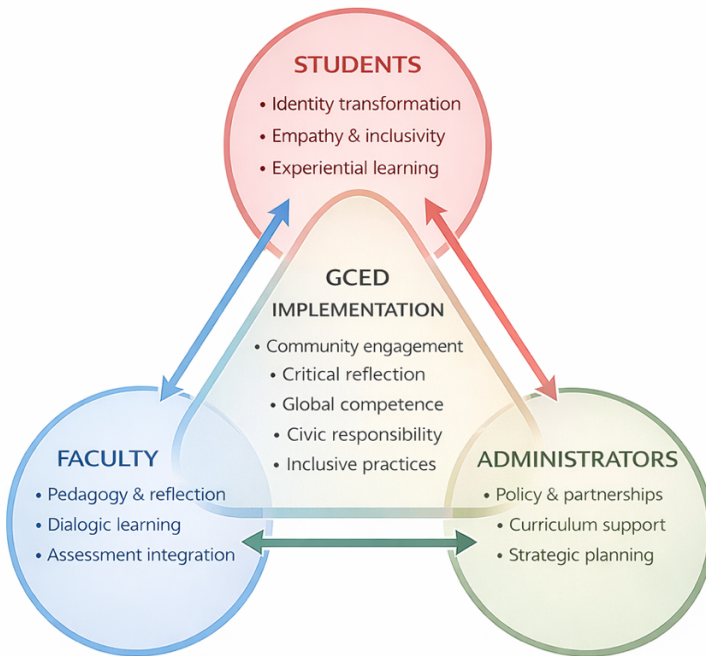 STUDENTS
• Identity transformation
• Empathy & inclusivity
• Experiential learning
GCED
IMPLEMENTATION
• Community engagement
• Critical reflection
• Global competence
• Civic responsibility
• Inclusive practices
FACULTY
• Pedagogy & reflection
• Dialogic learning
• Assessment integration
ADMINISTRATORS
• Policy & partnerships
• Curriculum support
• Strategic planning